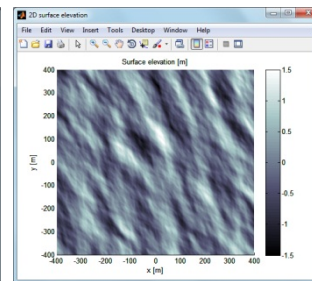 2D surface elevation
File Edit View Insert Tools Desktop Window Help
Surface elevation [m]
400
300
200
100
0
-100
-200
-300
-400
-400 -300 -200 -100 0 100 200 300 400
x [m]
y [m]
1.5
1
0.5
0
-0.5
-1
-1.5